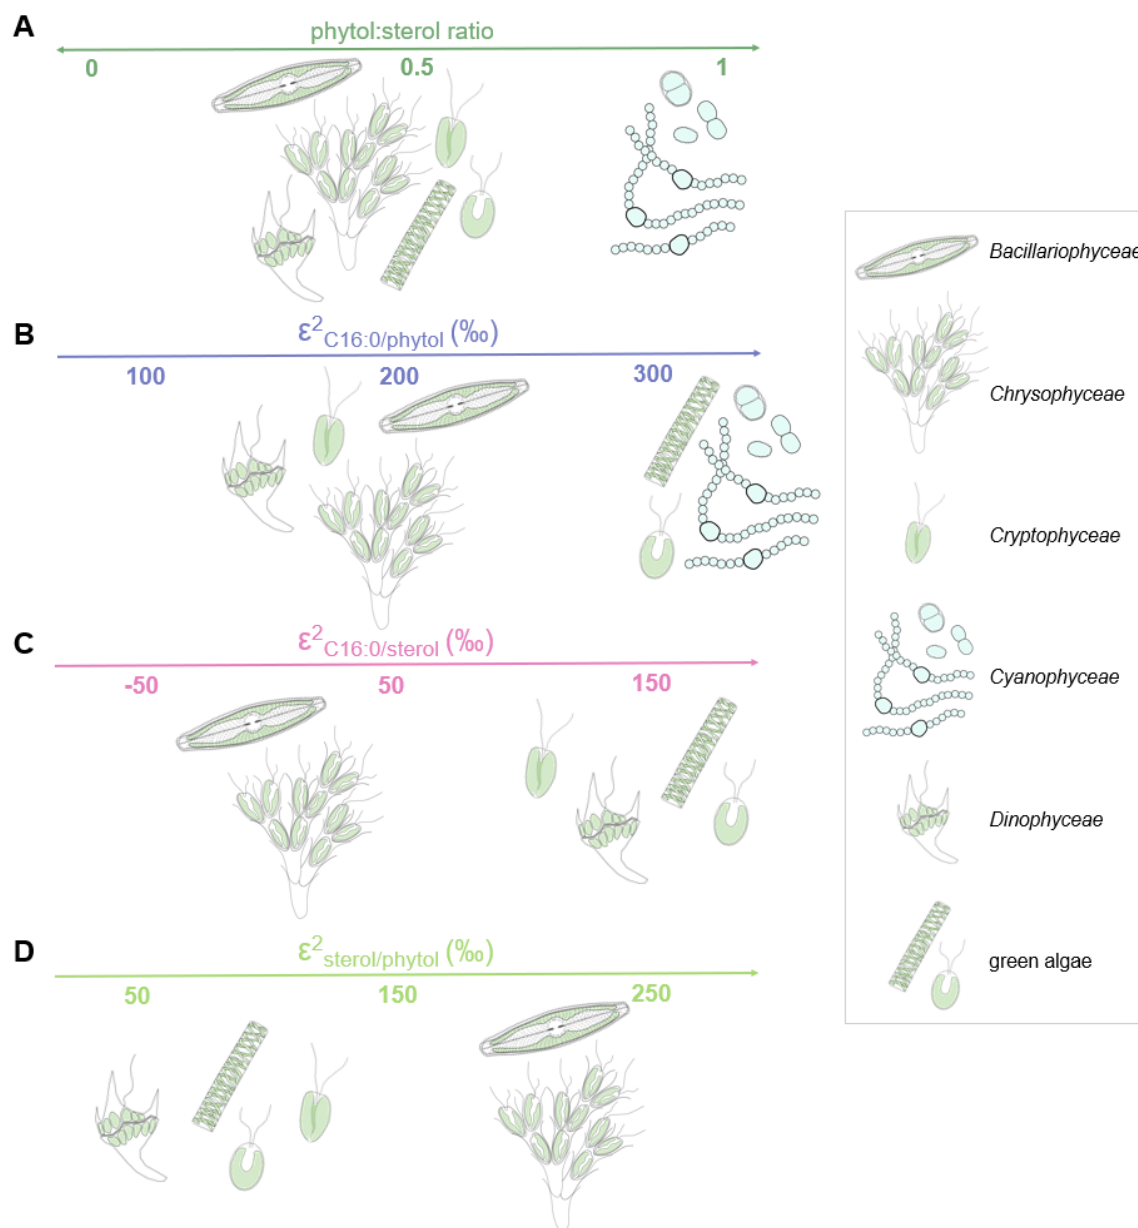 A
phytol:sterol ratio
0 0.5 1
B
ε²C16:0/phytol (‰)
100 200 300
C
ε²C16:0/sterol (‰)
-50 50 150
D
ε²sterol/phytol (‰)
50 150 250
Bacillariophyceae
Chrysophyceae
Cryptophyceae
Cyanophyceae
Dinophyceae
green algae